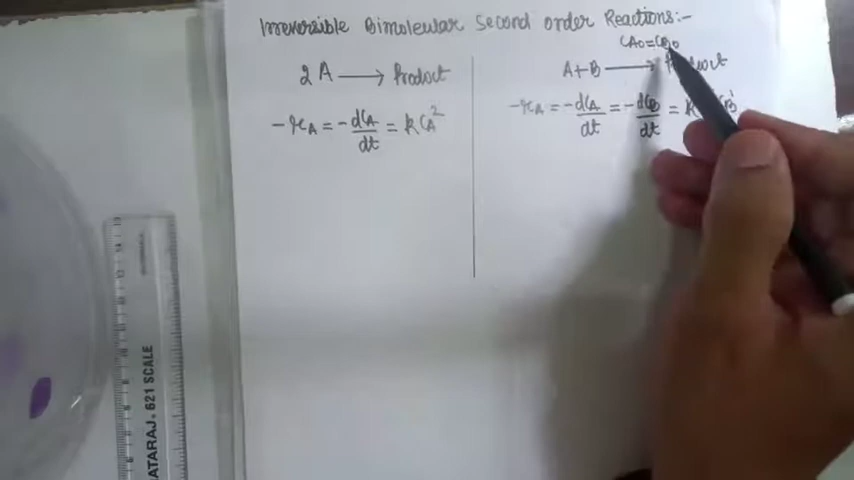 Irreversible Bimolecular Second order Reactions:-
2A ⟶ Product
-rA = -dCA/dt = kCA²
CA0=CB0
A+B ⟶ Product
-rA = -dCA/dt = -dCB/dt = k
NATARAJ. 621 SCALE